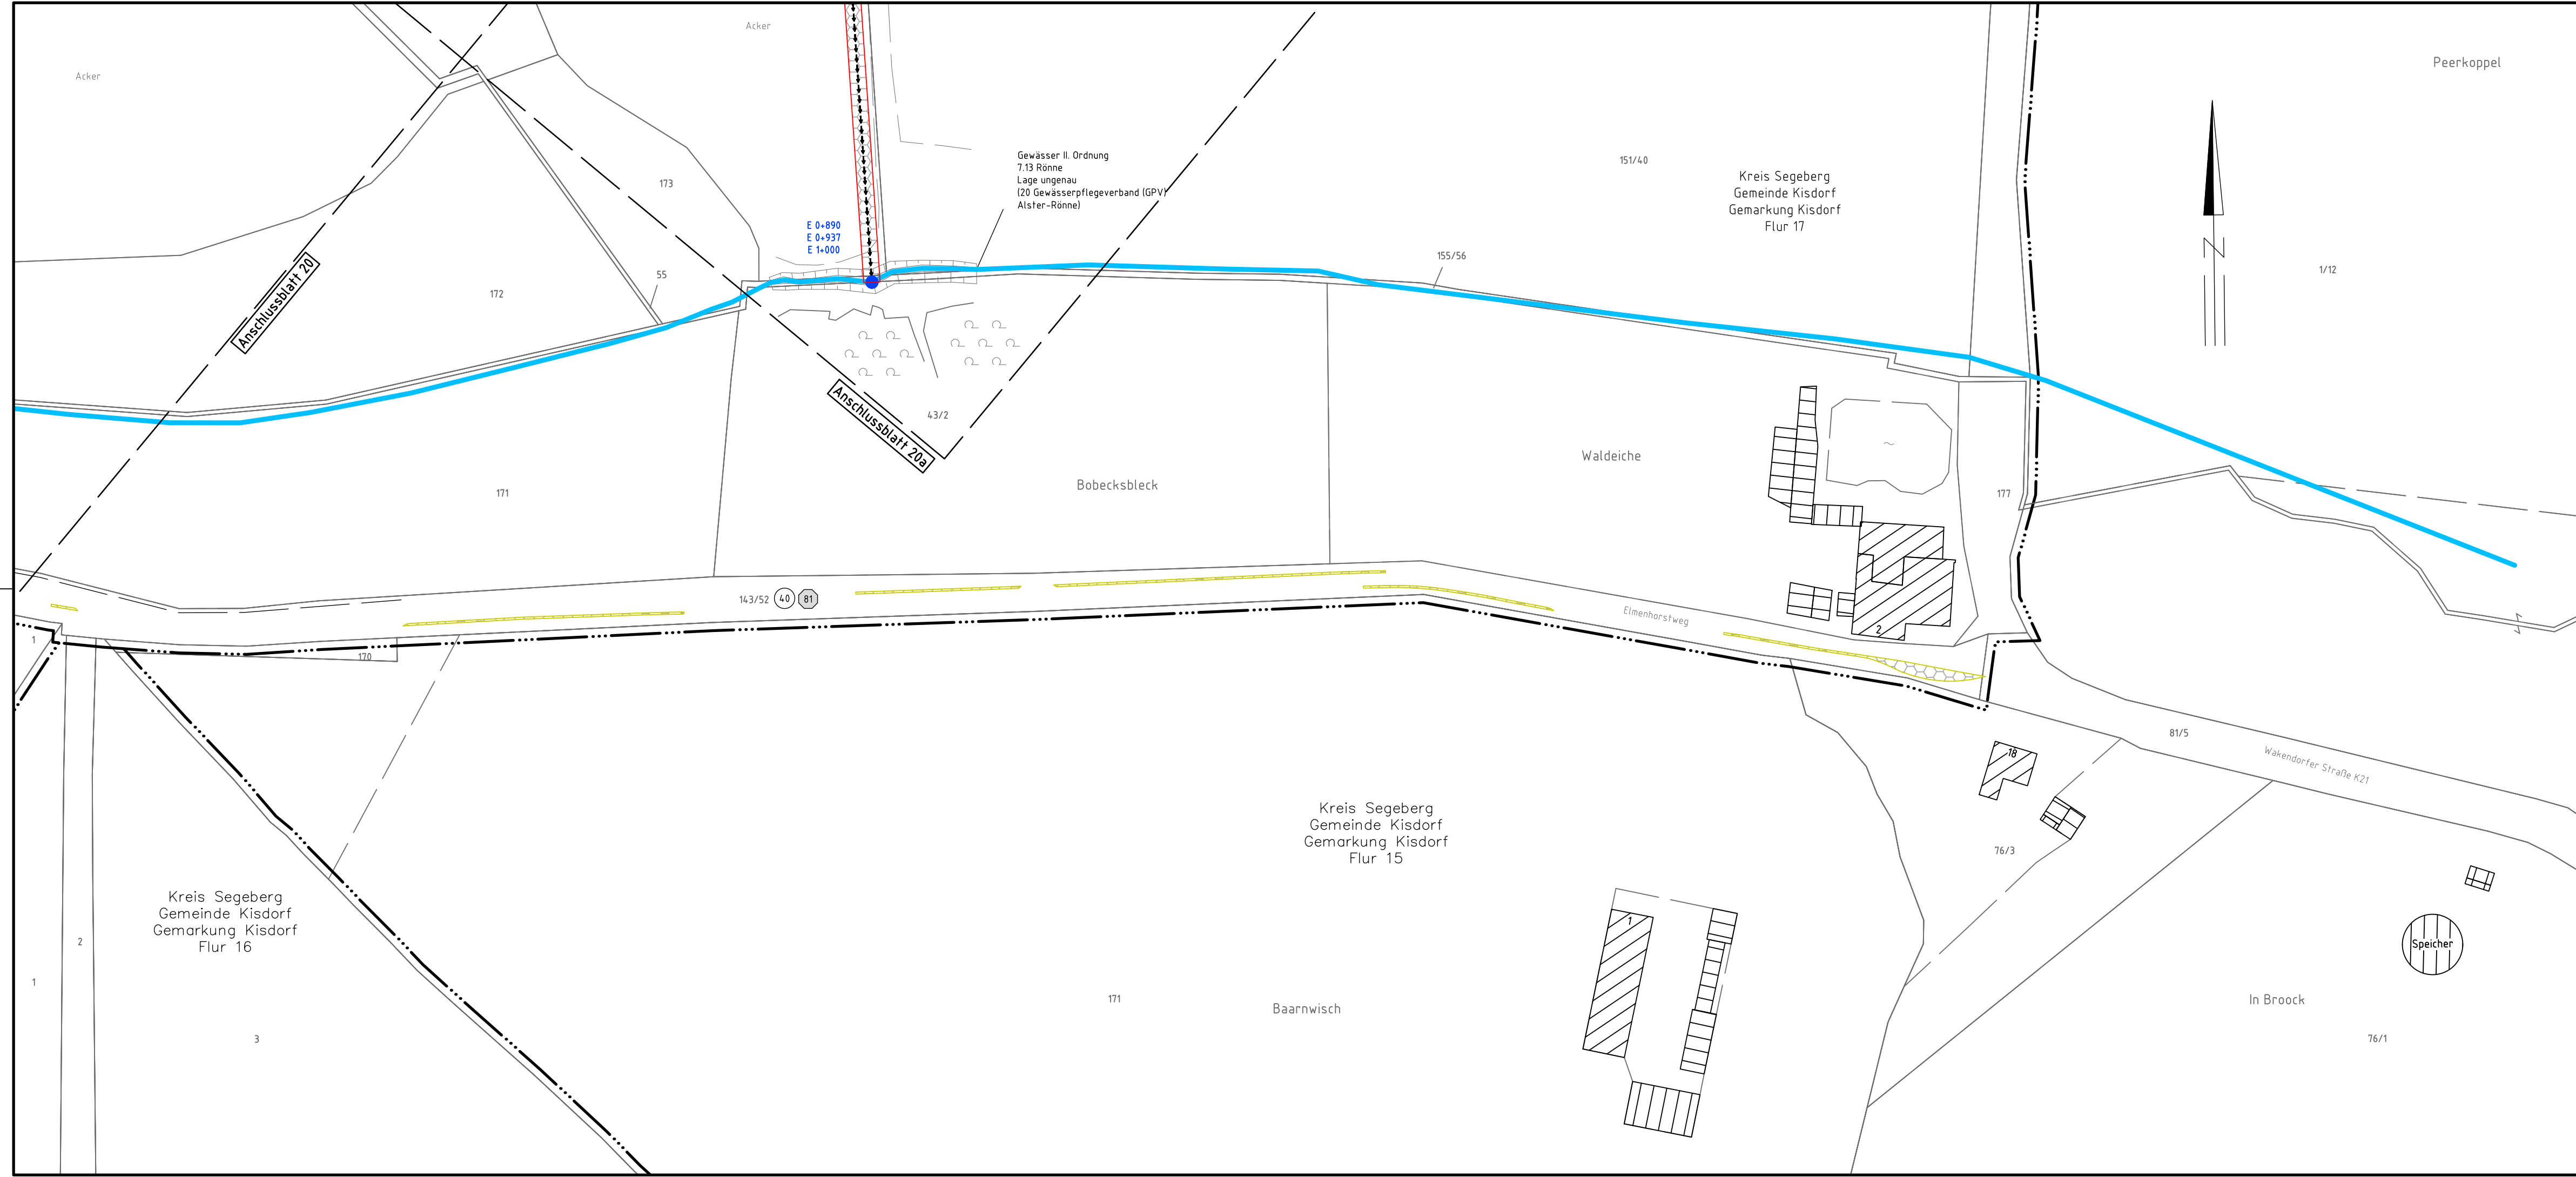 Acker
Acker
Peerkoppel
Gewässer II. Ordnung
7.13 Rönne
Lage ungenau
(20 Gewässerpflegeverband (GPV)
Alster-Rönne)
151/40
Kreis Segeberg
Gemeinde Kisdorf
Gemarkung Kisdorf
Flur 17
173
E 0+890
E 0+937
E 1+000
N
155/56
1/12
55
172
Anschlussblatt 20
Anschlussblatt 20a
43/2
Waldeiche
Bobecksbleck
171
177
143/52
40
81
Elmenhorstweg
2
1
170
81/5
Wakendorfer Straße K21
18
76/3
Kreis Segeberg
Gemeinde Kisdorf
Gemarkung Kisdorf
Flur 15
Kreis Segeberg
Gemeinde Kisdorf
Gemarkung Kisdorf
Flur 16
1
2
Speicher
1
171
Baarnwisch
In Broock
3
76/1